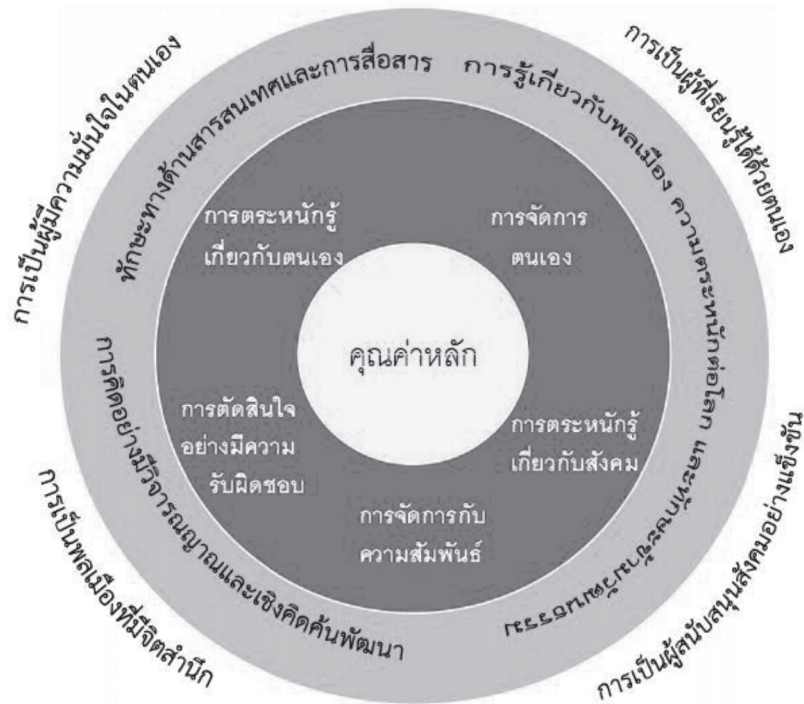 การเป็นผู้มีความมั่นใจในตนเอง
การเป็นผู้ที่เรียนรู้ได้ด้วยตนเอง
ทักษะทางด้านสารสนเทศและการสื่อสาร
การรู้เกี่ยวกับพลเมือง ความตระหนักต่อโลก และทักษะข้ามวัฒนธรรม
การตระหนักรู้
เกี่ยวกับตนเอง
การจัดการ
ตนเอง
คุณค่าหลัก
การตัดสินใจ
อย่างมีความ
รับผิดชอบ
การตระหนักรู้
เกี่ยวกับสังคม
การจัดการกับ
ความสัมพันธ์
การคิดอย่างมีวิจารณญาณและเชิงคิดค้นพัฒนา
การเป็นพลเมืองที่มีจิตสำนึก
การเป็นผู้สนับสนุนสังคมอย่างแข็งขัน